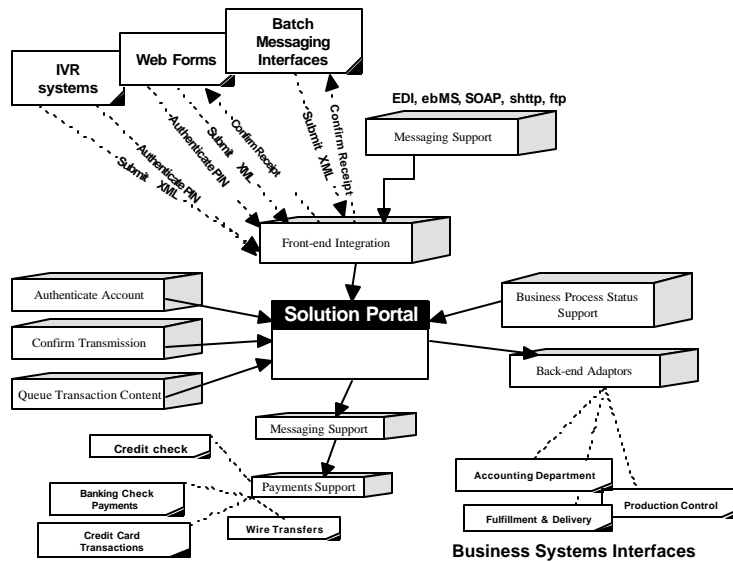 Batch
Messaging
Interfaces
Web Forms
IVR
systems
EDI, ebMS, SOAP, shttp, ftp
Messaging Support
Authenticate PIN
Submit XML
Authenticate PIN
Submit XML
Confirm Receipt
Submit XML
Confirm Receipt
Front-end Integration
Authenticate Account
Solution Portal
Business Process Status
Support
Confirm Transmission
Back-end Adaptors
Queue Transaction Content
Messaging Support
Credit check
Payments Support
Accounting Department
Banking Check
Payments
Production Control
Fulfillment & Delivery
Wire Transfers
Credit Card
Transactions
Business Systems Interfaces